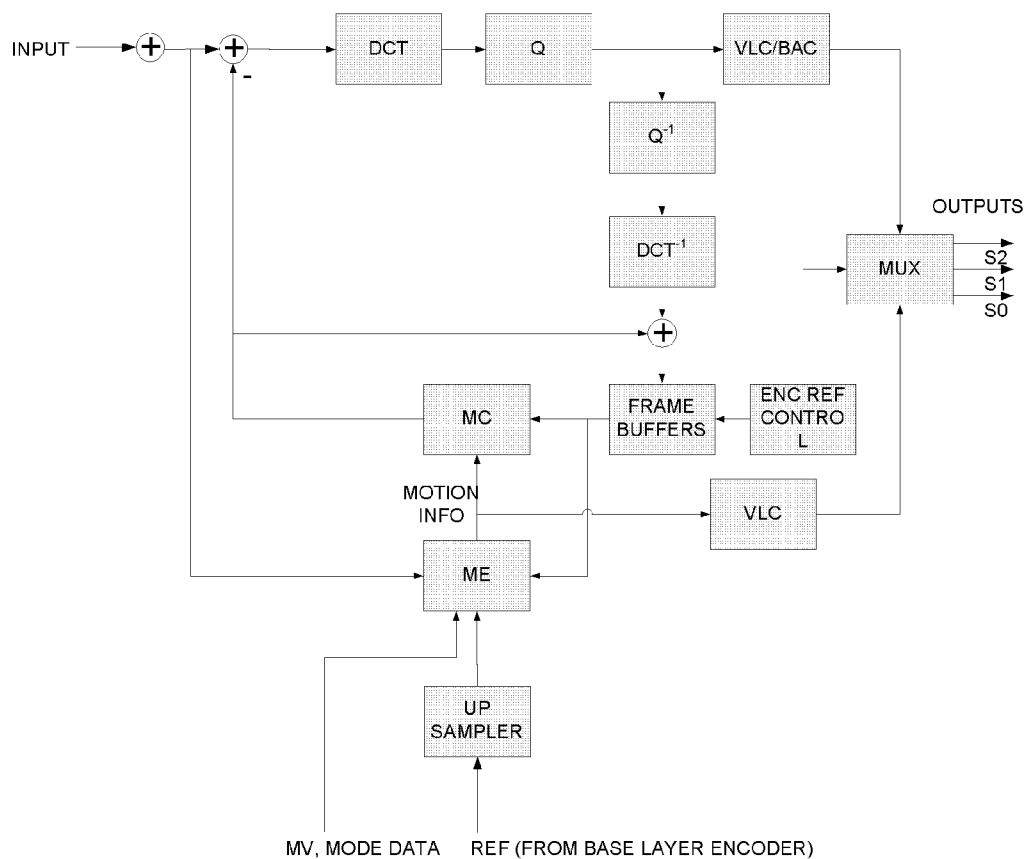 INPUT
+
+
-
DCT
Q
VLC/BAC
Q-1
DCT-1
+
OUTPUTS
MUX
S2
S1
S0
MC
FRAME
BUFFERS
ENC REF
CONTRO
L
MOTION
INFO
VLC
ME
UP
SAMPLER
MV, MODE DATA
REF (FROM BASE LAYER ENCODER)